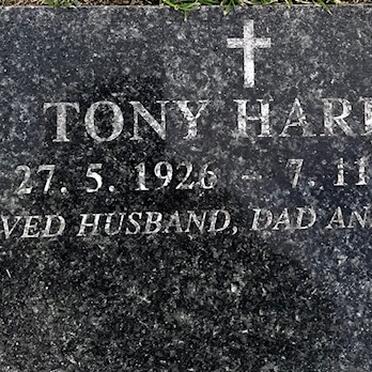 TONY HAR
27. 5. 1926 – 7. 11
VED HUSBAND, DAD AN